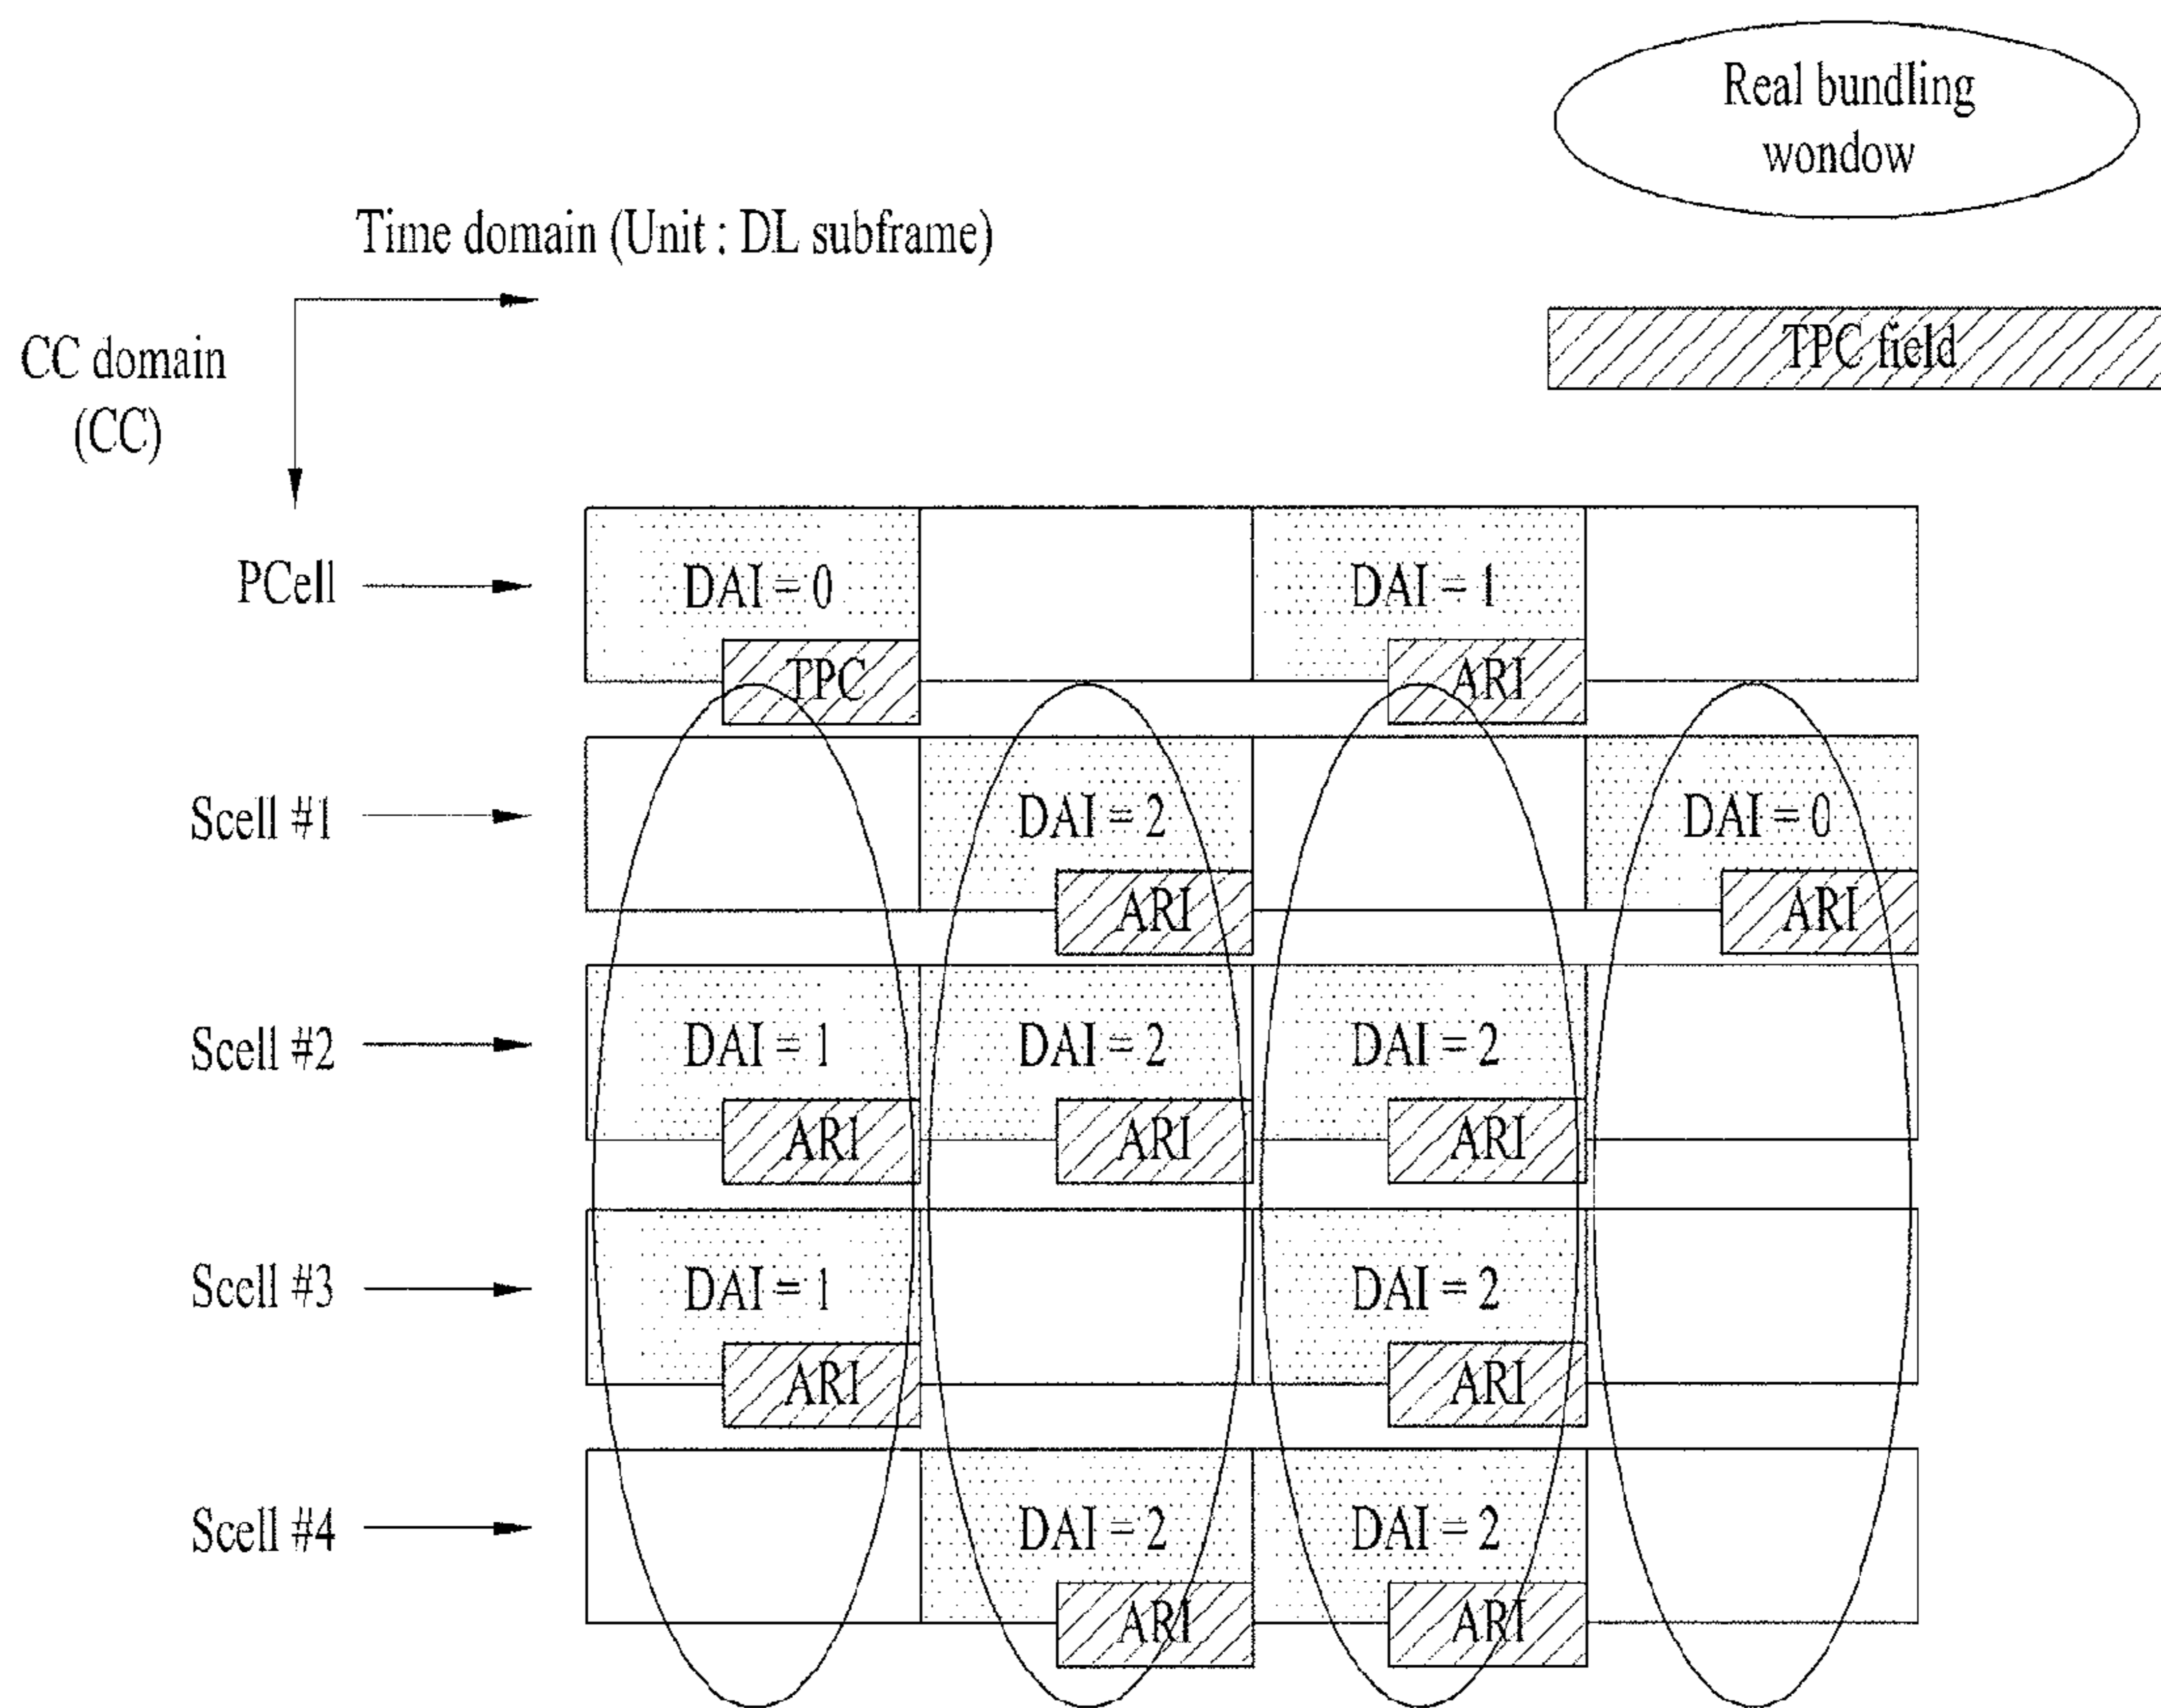 Real bundling
wondow
Time domain (Unit : DL subframe)
TPC field
CC domain
(CC)
PCell
DAI = 0
DAI = 1
TPC
ARI
Scell #1
DAI = 2
DAI = 0
ARI
ARI
Scell #2
DAI = 1
DAI = 2
DAI = 2
ARI
ARI
ARI
Scell #3
DAI = 1
DAI = 2
ARI
ARI
Scell #4
DAI = 2
DAI = 2
ARI
ARI